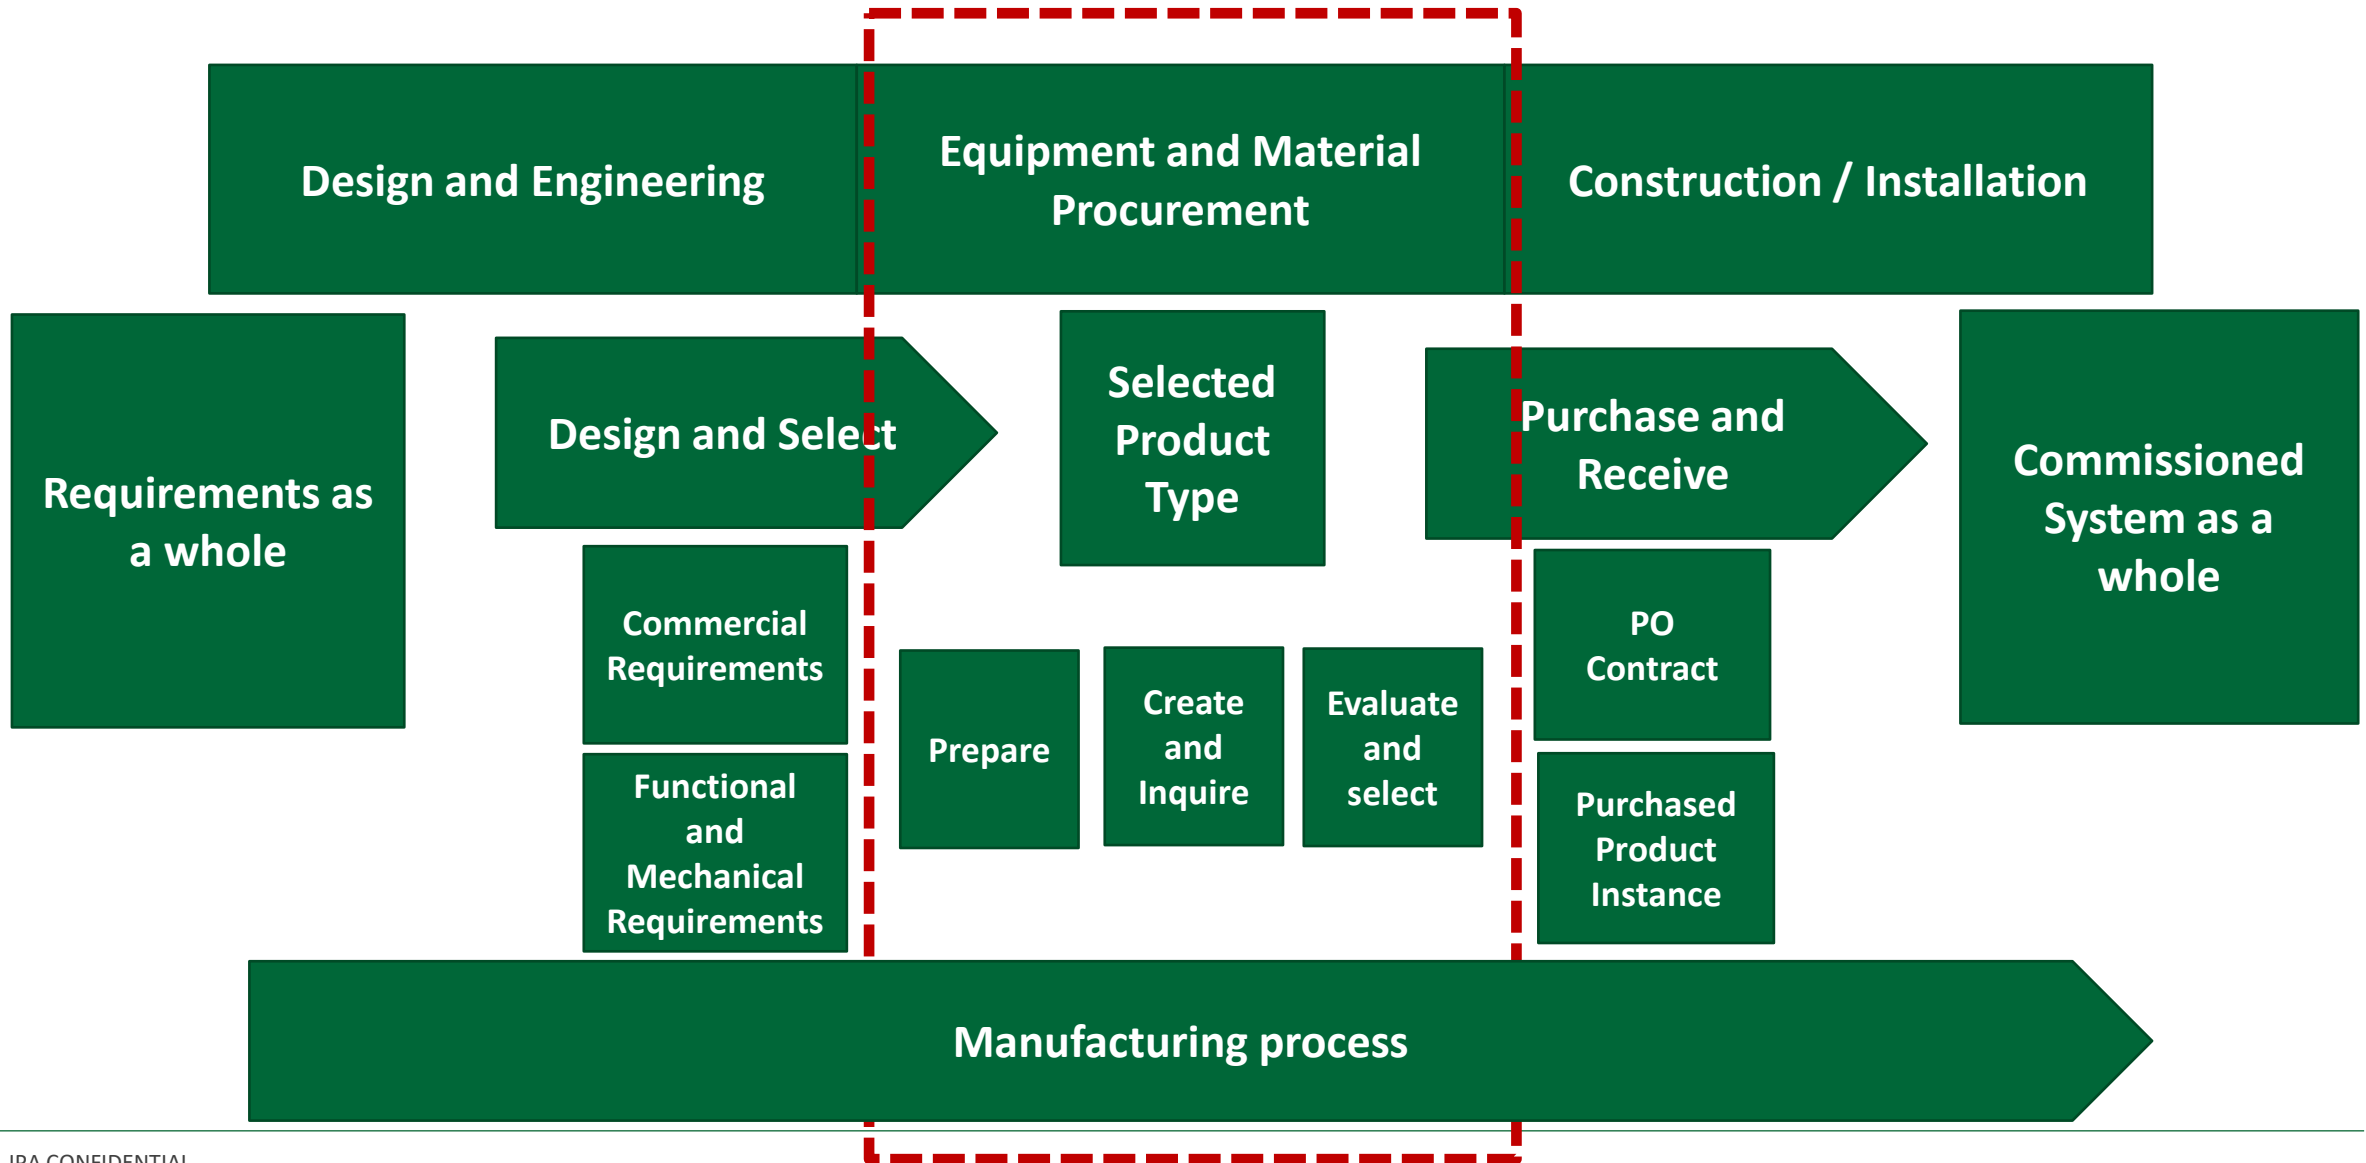 Design and Engineering
Equipment and Material
Procurement
Construction / Installation
Requirements as
a whole
Design and Select
Selected
Product
Type
Purchase and
Receive
Commissioned
System as a
whole
Commercial
Requirements
Functional
and
Mechanical
Requirements
Prepare
Create
and
Inquire
Evaluate
and
select
PO
Contract
Purchased
Product
Instance
Manufacturing process
IPA CONFIDENTIAL